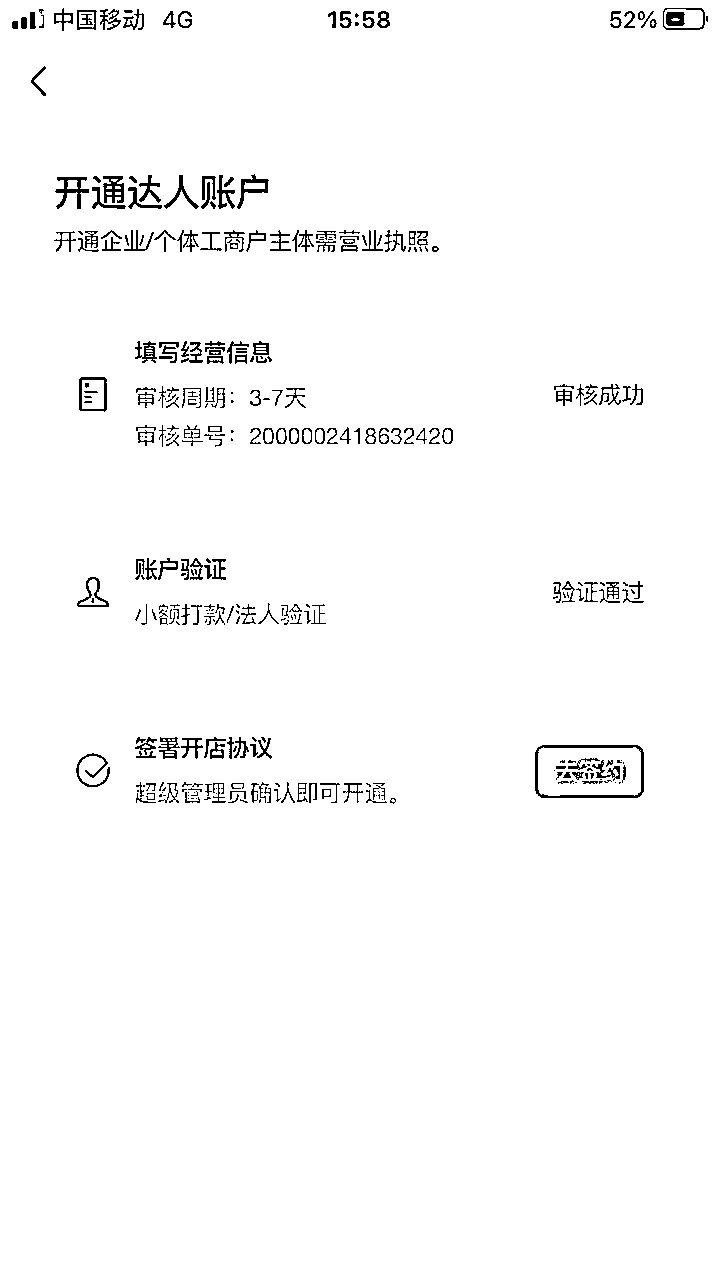 中国移动 4G 15:58 52%
开通达人账户
开通企业/个体工商户主体需营业执照。
填写经营信息
审核周期：3-7天
审核成功
审核单号：2000002418632420
账户验证
小额打款/法人验证
验证通过
签署开店协议
超级管理员确认即可开通。